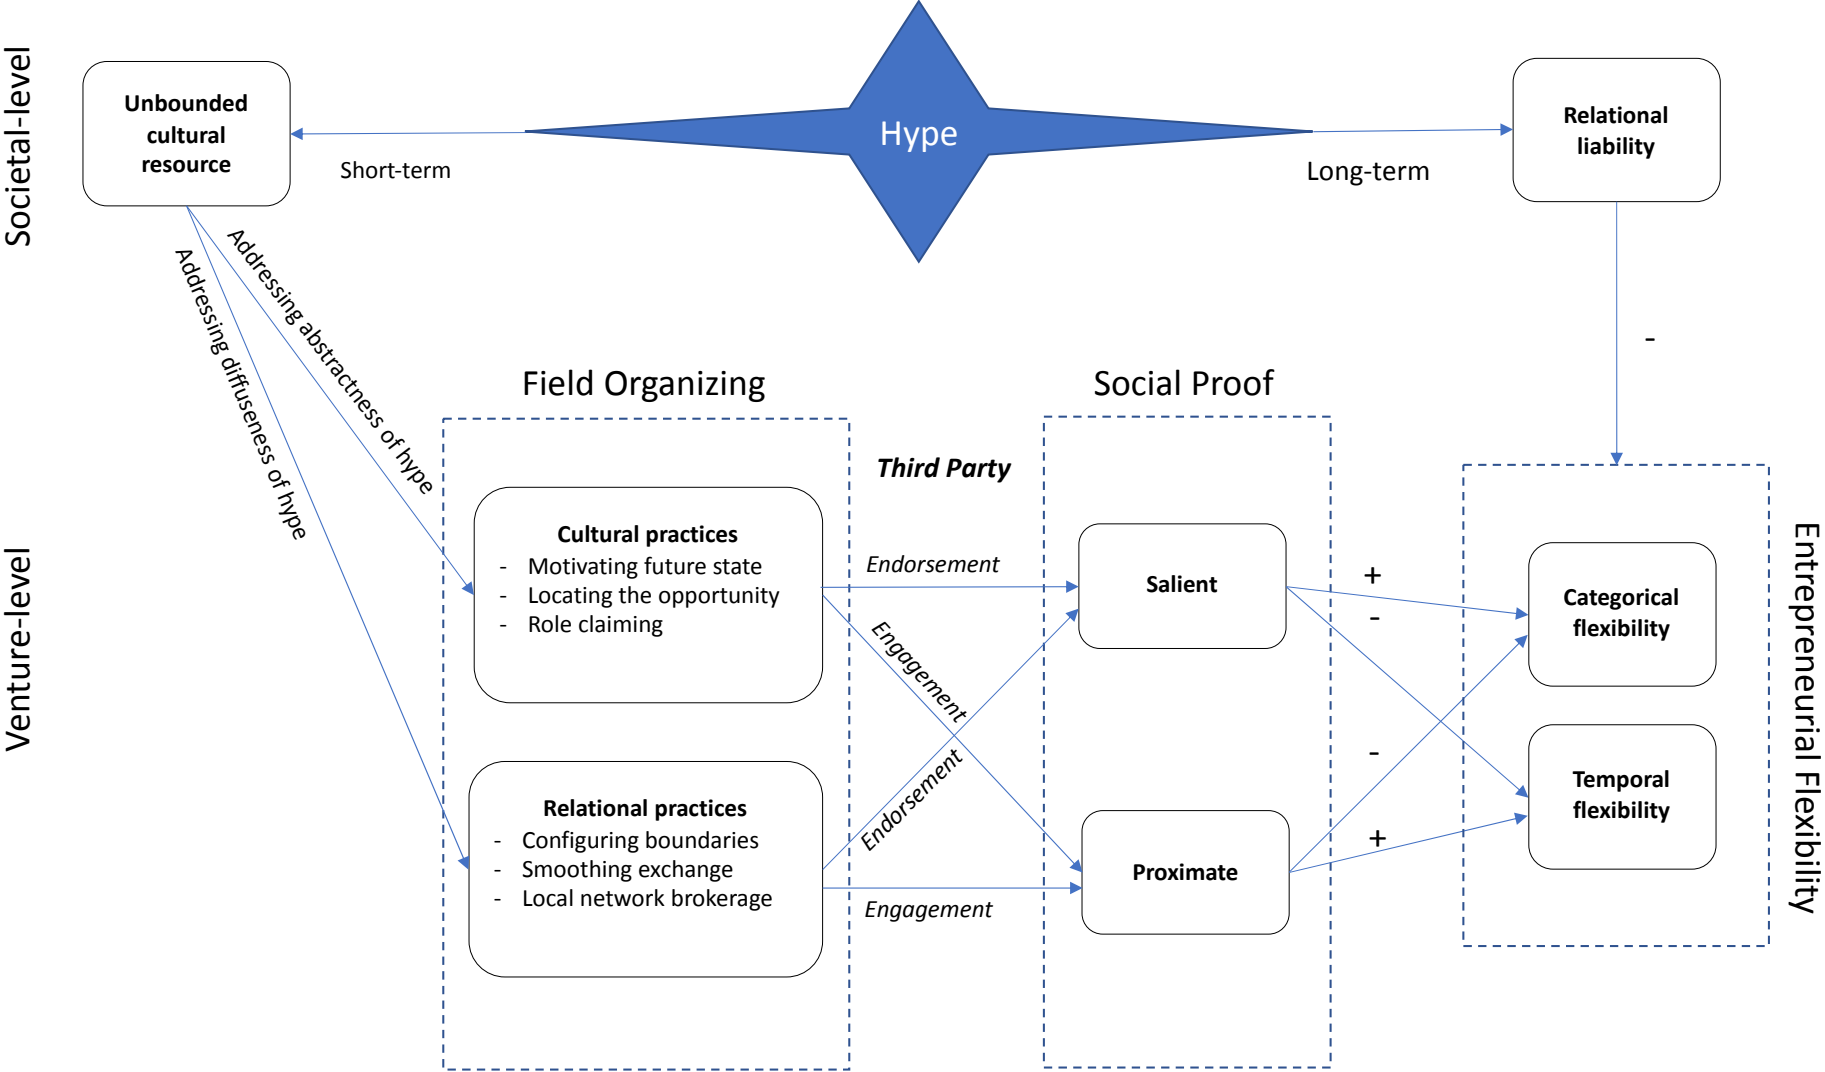 Societal-level
Unbounded
cultural
resource
Short-term
Hype
Long-term
Relational
liability
-
Addressing abstractness of hype
Addressing diffuseness of hype
Field Organizing
Social Proof
Third Party
Venture-level
Cultural practices
- Motivating future state
- Locating the opportunity
- Role claiming
Relational practices
- Configuring boundaries
- Smoothing exchange
- Local network brokerage
Endorsement
Engagement
Endorsement
Engagement
Salient
Proximate
+
-
-
+
Categorical
flexibility
Temporal
flexibility
Entrepreneurial Flexibility